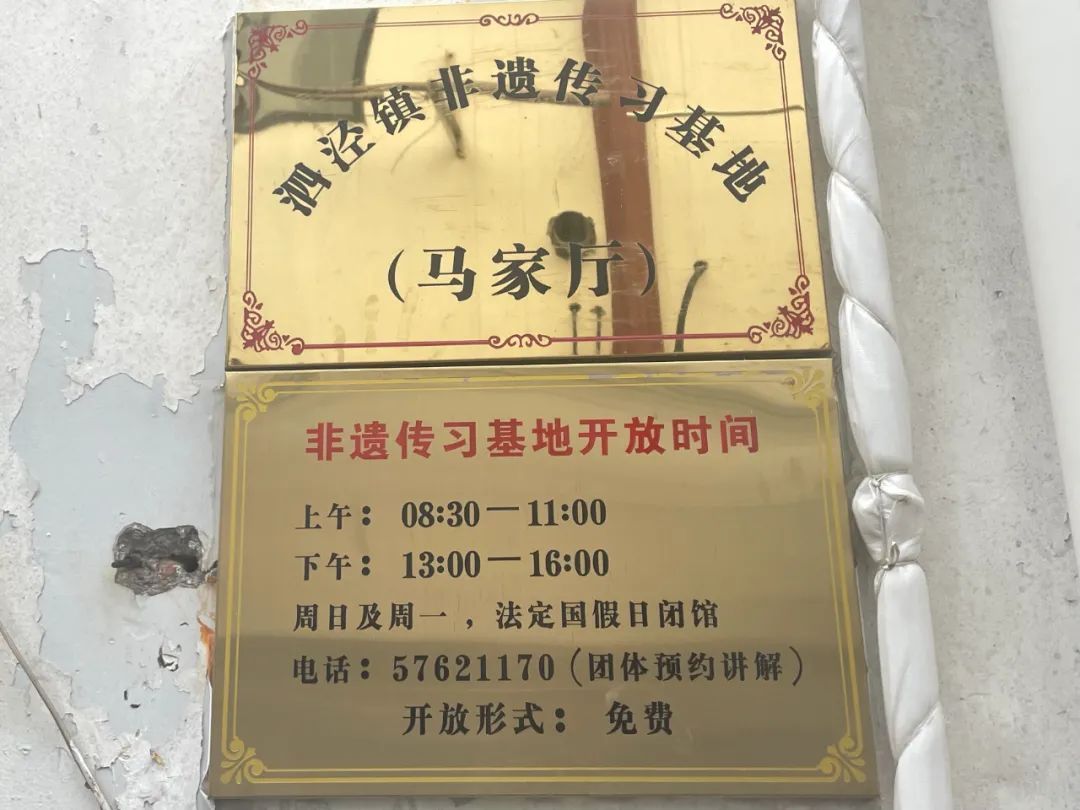 泗泾镇非遗传习基地
(马家厅)
非遗传习基地开放时间
上午: 08:30—11:00
下午: 13:00—16:00
周日及周一，法定国假日闭馆
电话: 57621170(团体预约讲解)
开放形式: 免费